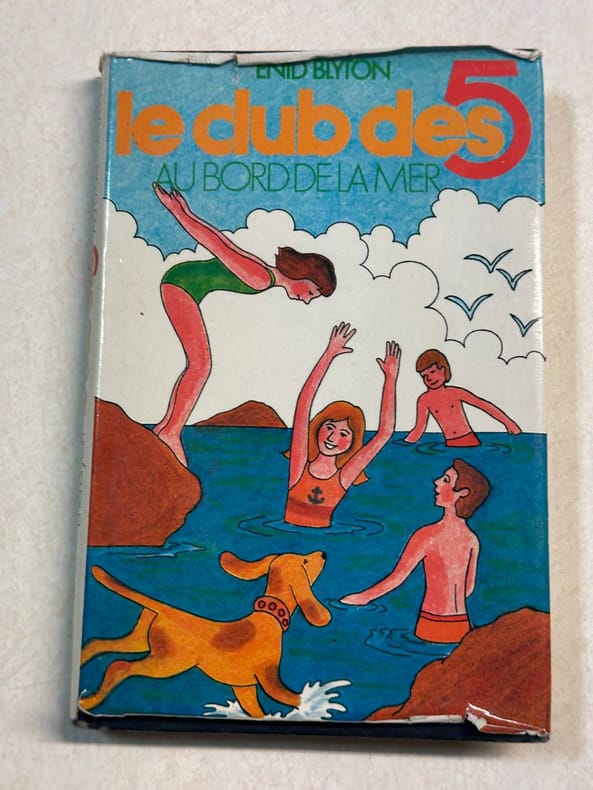 ENID BLYTON
le club des 5
AU BORD DE LA MER